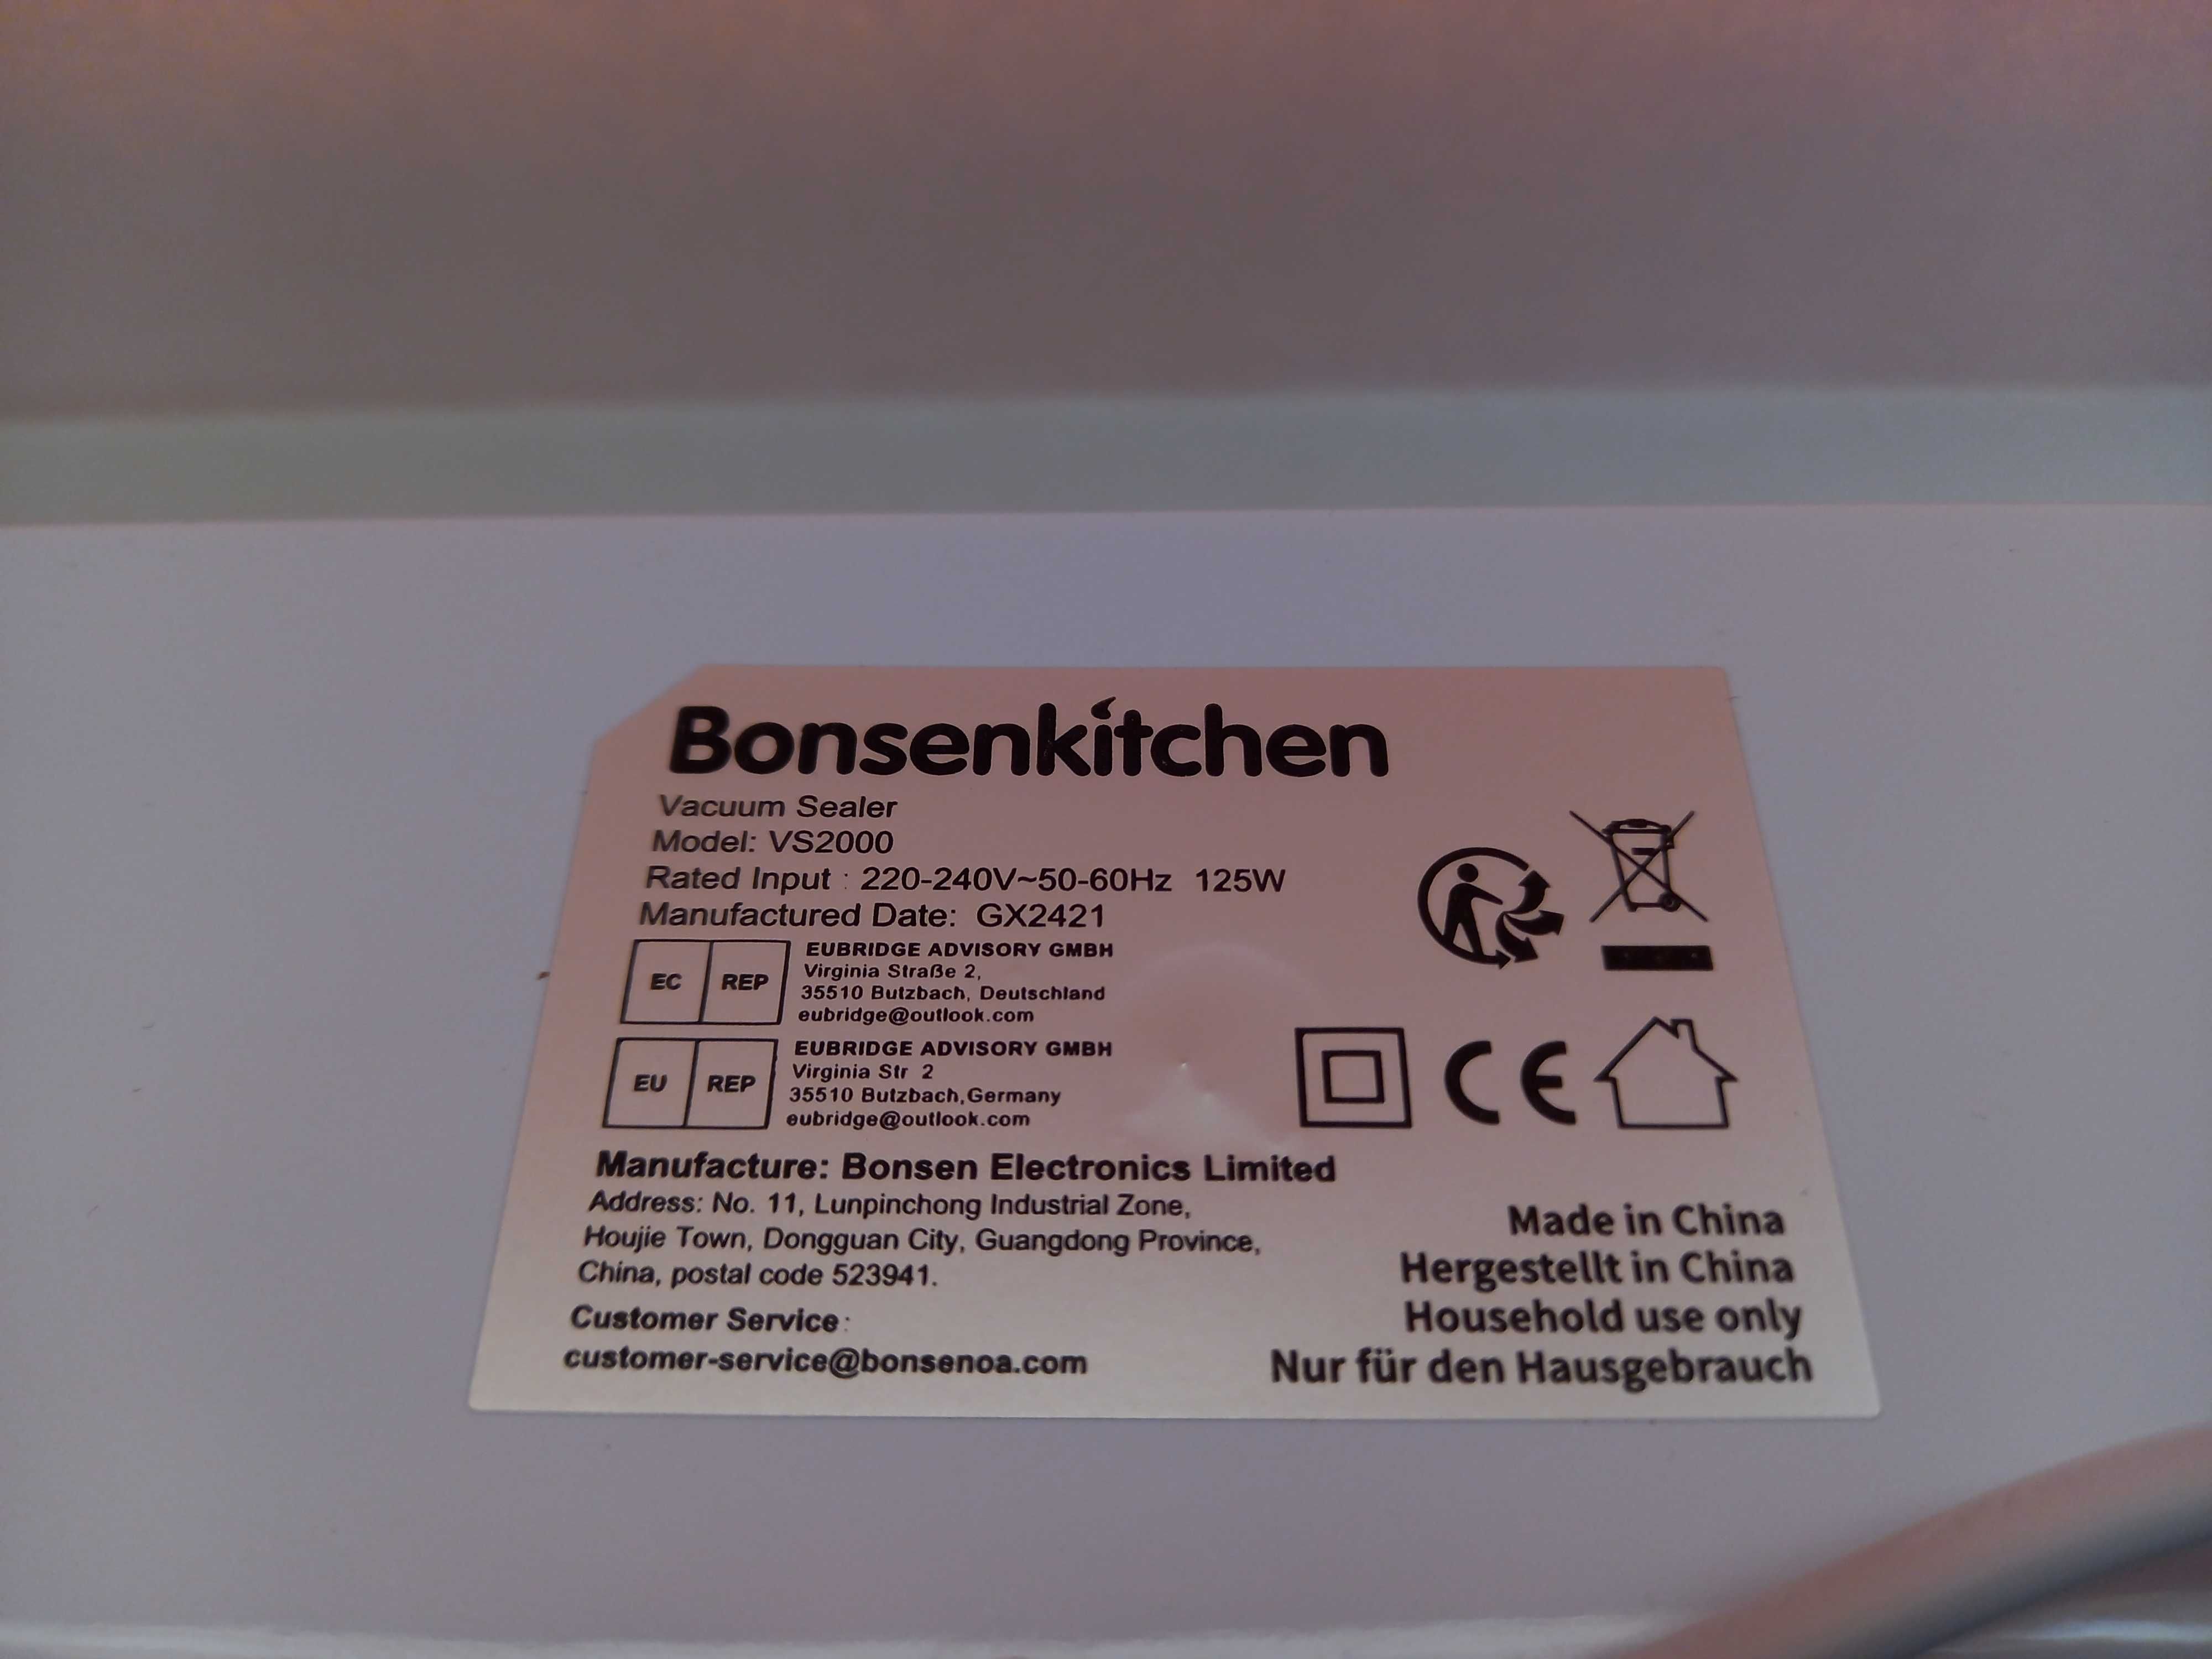 Bonsenkitchen
Vacuum Sealer
Model: VS2000
Rated Input : 220-240V~50-60Hz 125W
Manufactured Date: GX2421
EC REP
EUBRIDGE ADVISORY GMBH
Virginia Straße 2,
35510 Butzbach, Deutschland
eubridge@outlook.com
EU REP
EUBRIDGE ADVISORY GMBH
Virginia Str 2
35510 Butzbach,Germany
eubridge@outlook.com
CE
Manufacture: Bonsen Electronics Limited
Address: No. 11, Lunpinchong Industrial Zone,
Houjie Town, Dongguan City, Guangdong Province,
China, postal code 523941.
Customer Service:
customer-service@bonsenoa.com
Made in China
Hergestellt in China
Household use only
Nur für den Hausgebrauch